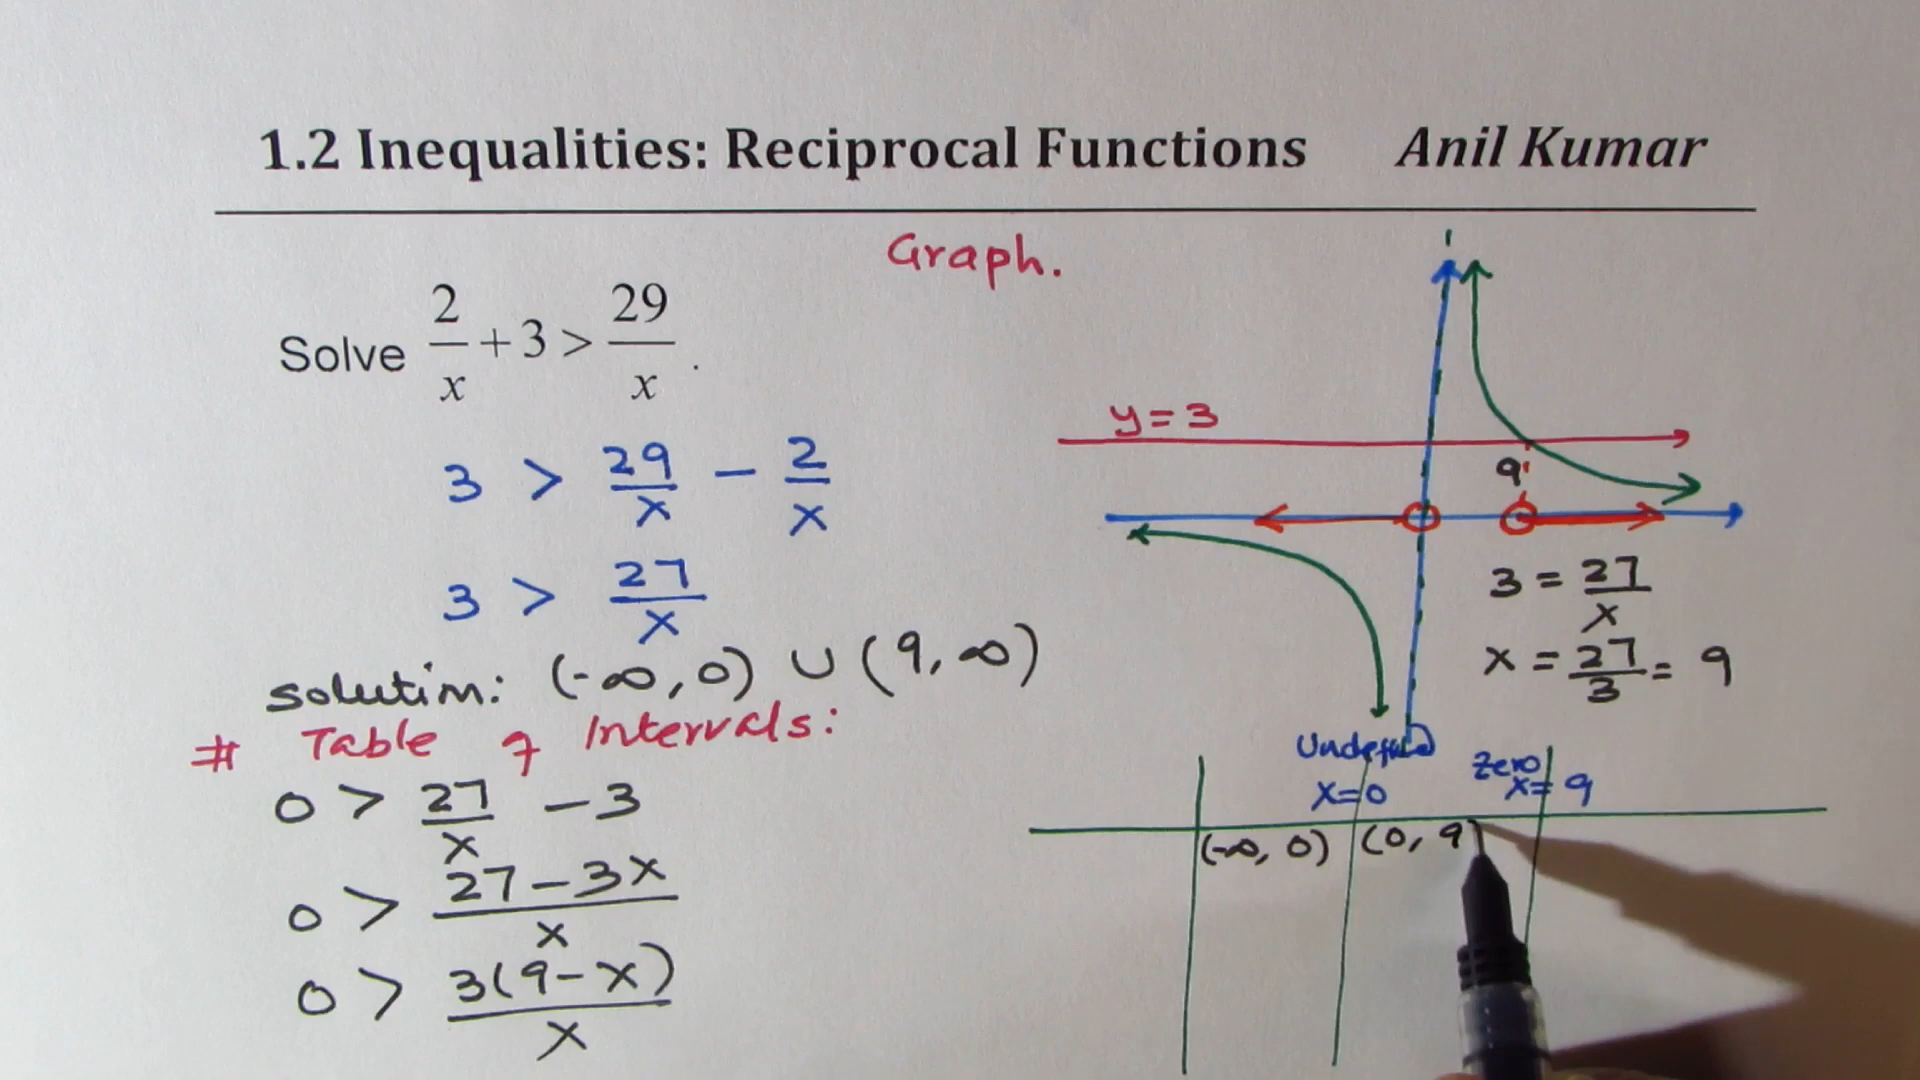 1.2 Inequalities: Reciprocal Functions Anil Kumar
Graph.
Solve 2/x + 3 > 29/x .
3 > 29/x - 2/x
3 > 27/x
solution: (-∞, 0) ∪ (9, ∞)
# Table of Intervals:
0 > 27/x - 3
0 > 27-3x/x
0 > 3(9-x)/x
y = 3
9
3 = 27/x
x = 27/3 = 9
Undefined
x=0
Zero
x= 9
(-∞, 0) (0, 9)